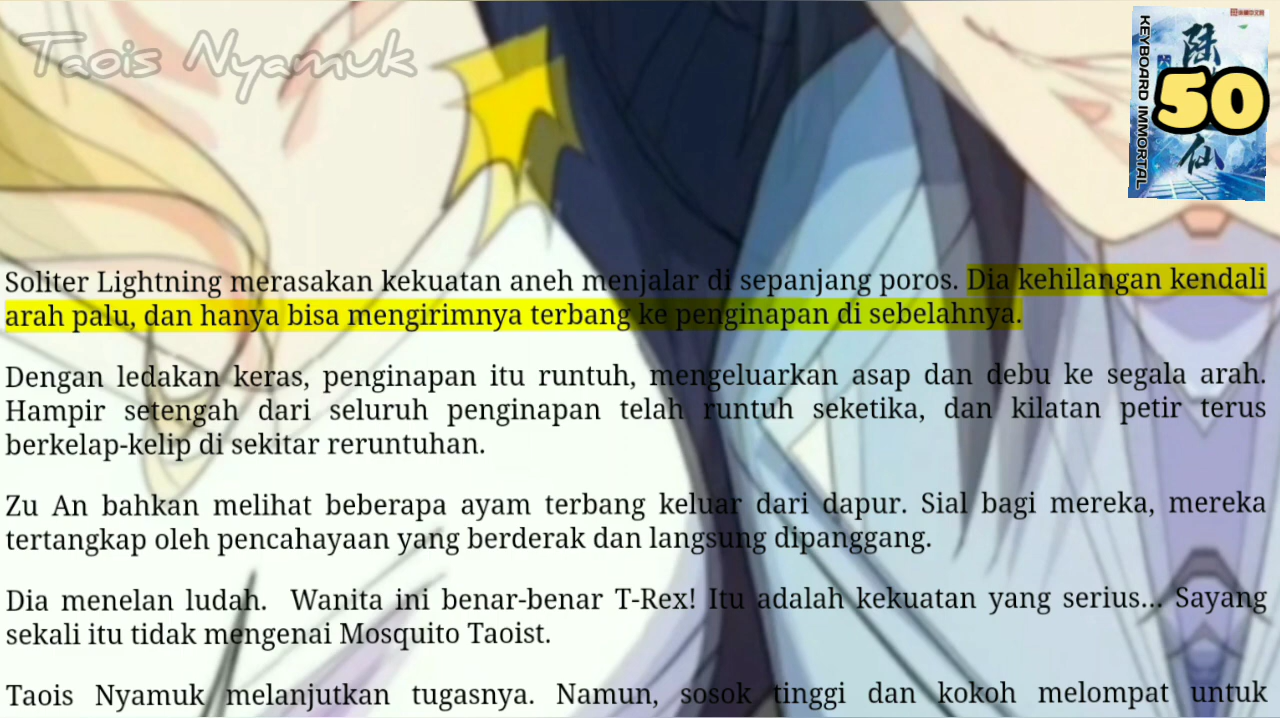 Taois Nyamuk
KEYBOARD IMMORTAL
陆
仙
50
Soliter Lightning merasakan kekuatan aneh menjalar di sepanjang poros. Dia kehilangan kendali
arah palu, dan hanya bisa mengirimnya terbang ke penginapan di sebelahnya.
Dengan ledakan keras, penginapan itu runtuh, mengeluarkan asap dan debu ke segala arah.
Hampir setengah dari seluruh penginapan telah runtuh seketika, dan kilatan petir terus
berkelap-kelip di sekitar reruntuhan.
Zu An bahkan melihat beberapa ayam terbang keluar dari dapur. Sial bagi mereka, mereka
tertangkap oleh pencahayaan yang berderak dan langsung dipanggang.
Dia menelan ludah. Wanita ini benar-benar T-Rex! Itu adalah kekuatan yang serius... Sayang
sekali itu tidak mengenai Mosquito Taoist.
Taois Nyamuk melanjutkan tugasnya. Namun, sosok tinggi dan kokoh melompat untuk